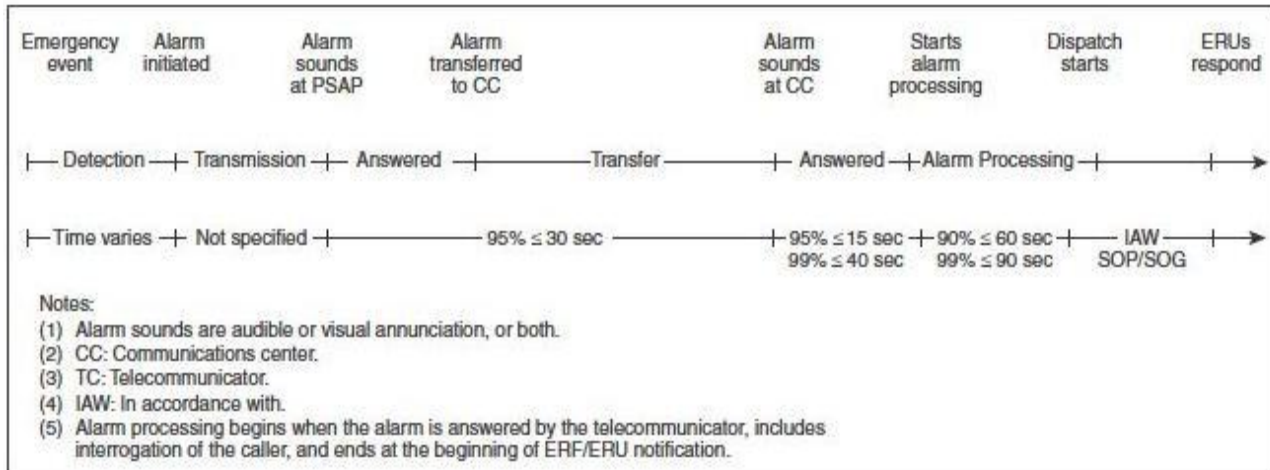 Emergency event
Alarm initiated
Alarm sounds at PSAP
Alarm transferred to CC
Alarm sounds at CC
Starts alarm processing
Dispatch starts
ERUs respond
Detection
Transmission
Answered
Transfer
Answered
Alarm Processing
Time varies
Not specified
95% ≤ 30 sec
95% ≤ 15 sec
99% ≤ 40 sec
90% ≤ 60 sec
99% ≤ 90 sec
IAW
SOP/SOG
Notes:
(1) Alarm sounds are audible or visual annunciation, or both.
(2) CC: Communications center.
(3) TC: Telecommunicator.
(4) IAW: In accordance with.
(5) Alarm processing begins when the alarm is answered by the telecommunicator, includes
interrogation of the caller, and ends at the beginning of ERF/ERU notification.